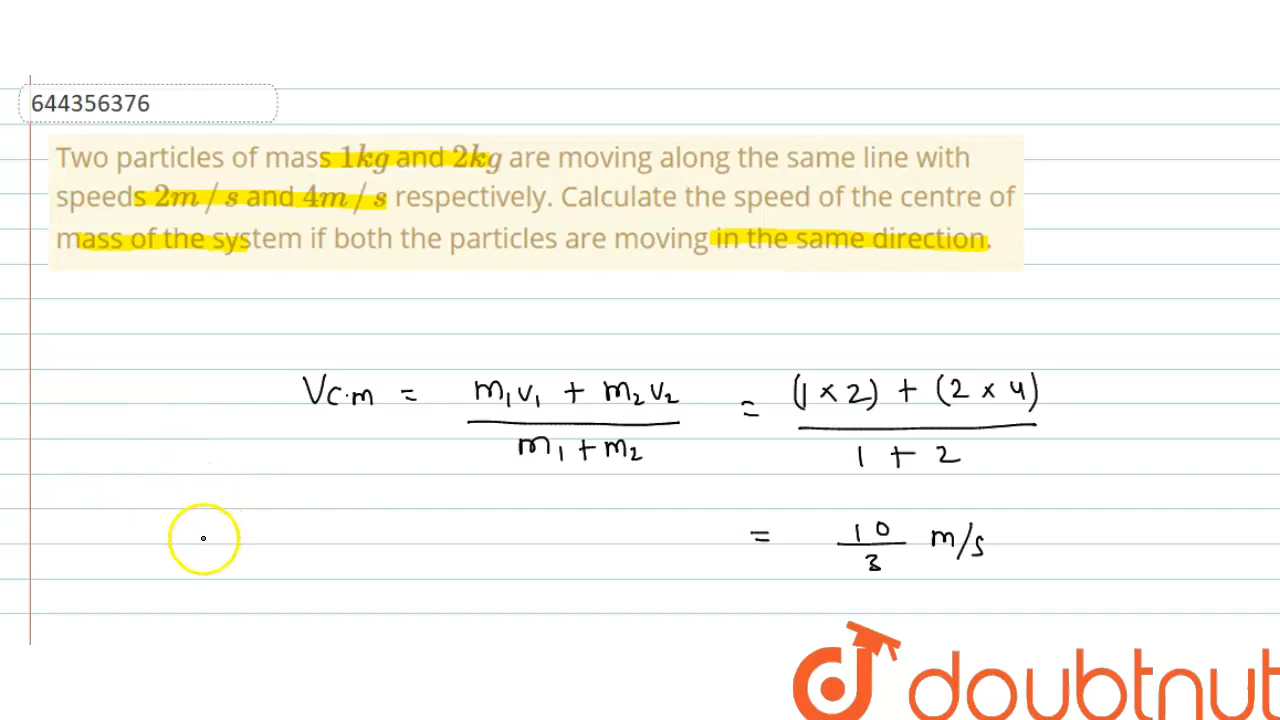 644356376
Two particles of mass 1kg and 2kg are moving along the same line with
speeds 2m/s and 4m/s respectively. Calculate the speed of the centre of
mass of the system if both the particles are moving in the same direction.
Vc.m = m₁v₁ + m₂v₂ / m₁+m₂ = (1×2) + (2×4) / 1 + 2
= 10/3 m/s
doubtnut